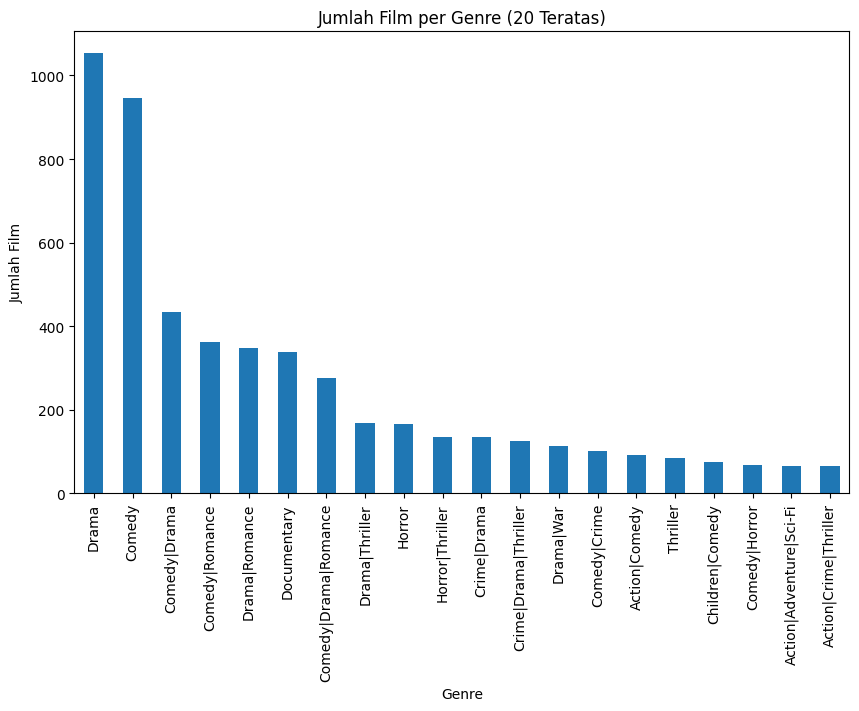 Jumlah Film per Genre (20 Teratas)
Jumlah Film
1000
800
600
400
200
0
Drama
Comedy
Comedy|Drama
Comedy|Romance
Drama|Romance
Documentary
Comedy|Drama|Romance
Drama|Thriller
Horror
Horror|Thriller
Crime|Drama
Crime|Drama|Thriller
Drama|War
Comedy|Crime
Action|Comedy
Thriller
Children|Comedy
Comedy|Horror
Action|Adventure|Sci-Fi
Action|Crime|Thriller
Genre